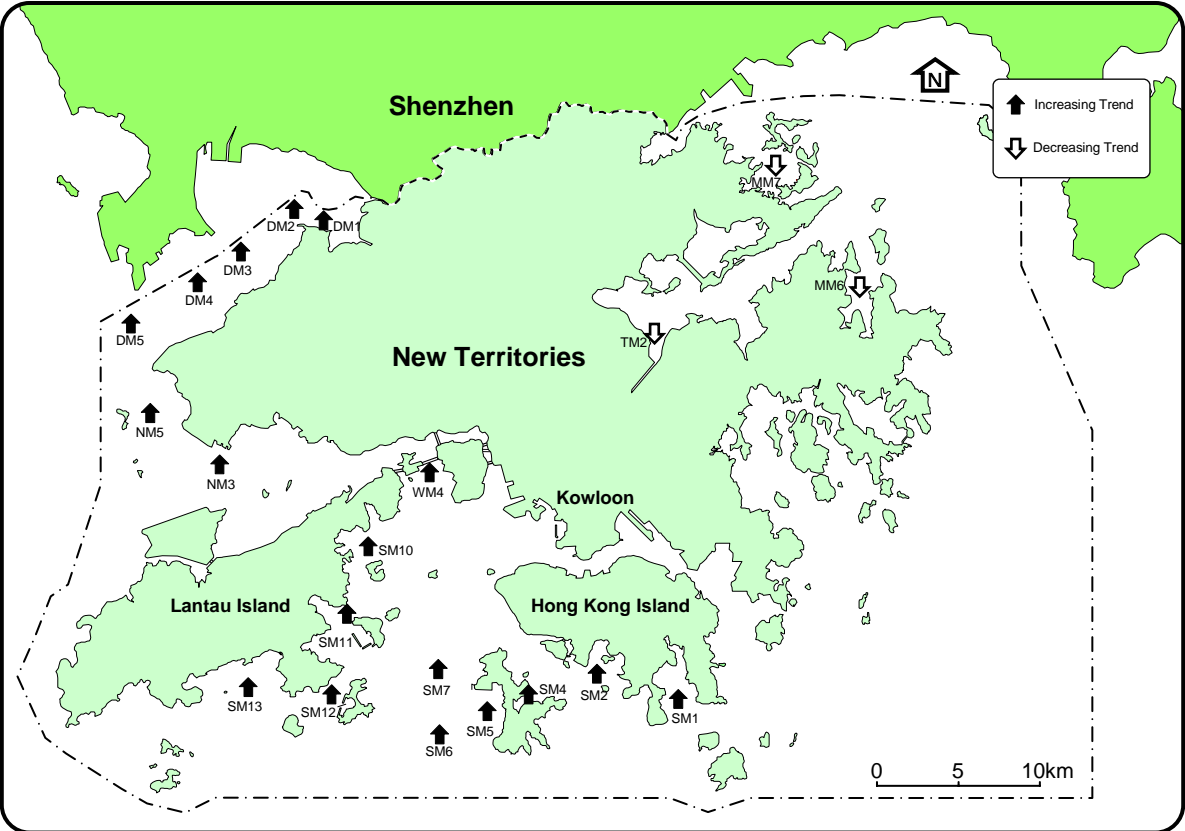 N
Shenzhen
Increasing Trend
Decreasing Trend
MM7
DM2
DM1
DM3
DM4
MM6
DM5
TM2
New Territories
NM5
NM3
WM4
Kowloon
SM10
Lantau Island
Hong Kong Island
SM11
SM7
SM4
SM2
SM13
SM12
SM5
SM1
SM6
0 5 10km